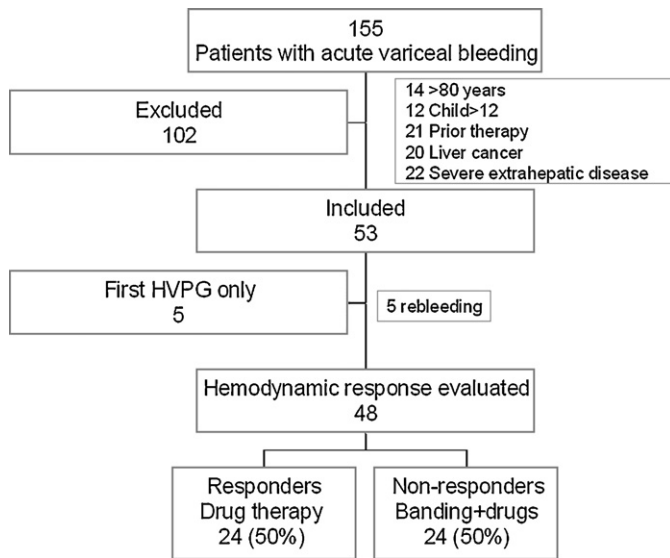 155
Patients with acute variceal bleeding
14 >80 years
12 Child>12
21 Prior therapy
20 Liver cancer
22 Severe extrahepatic disease
Excluded
102
Included
53
First HVPG only
5
5 rebleeding
Hemodynamic response evaluated
48
Responders
Drug therapy
24 (50%)
Non-responders
Banding+drugs
24 (50%)